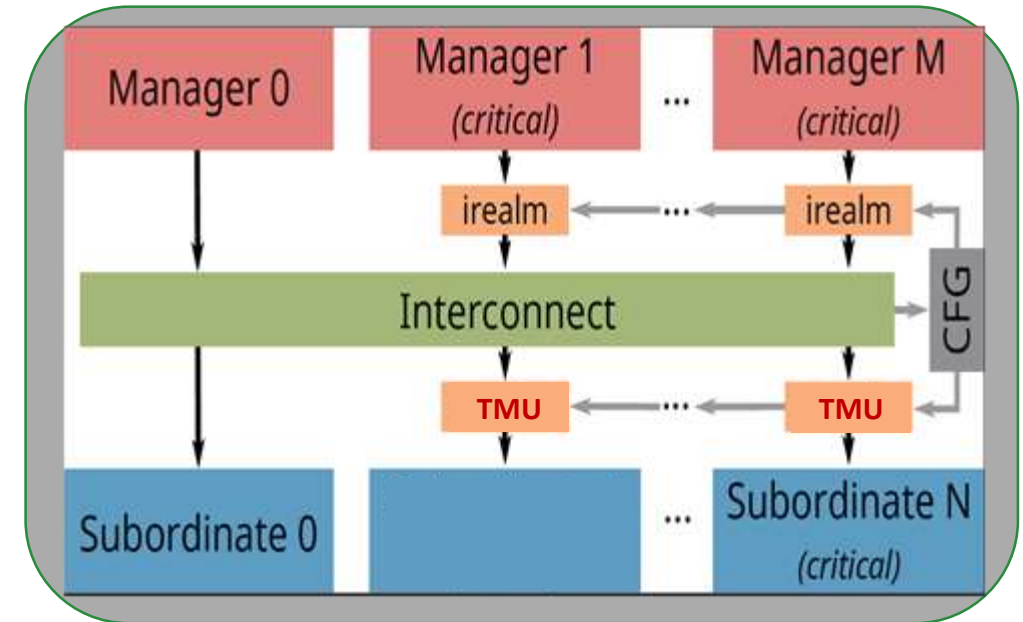 Manager 0
Manager 1
(critical)
...
Manager M
(critical)
irealm
...
irealm
Interconnect
CFG
TMU
...
TMU
Subordinate 0
...
Subordinate N
(critical)